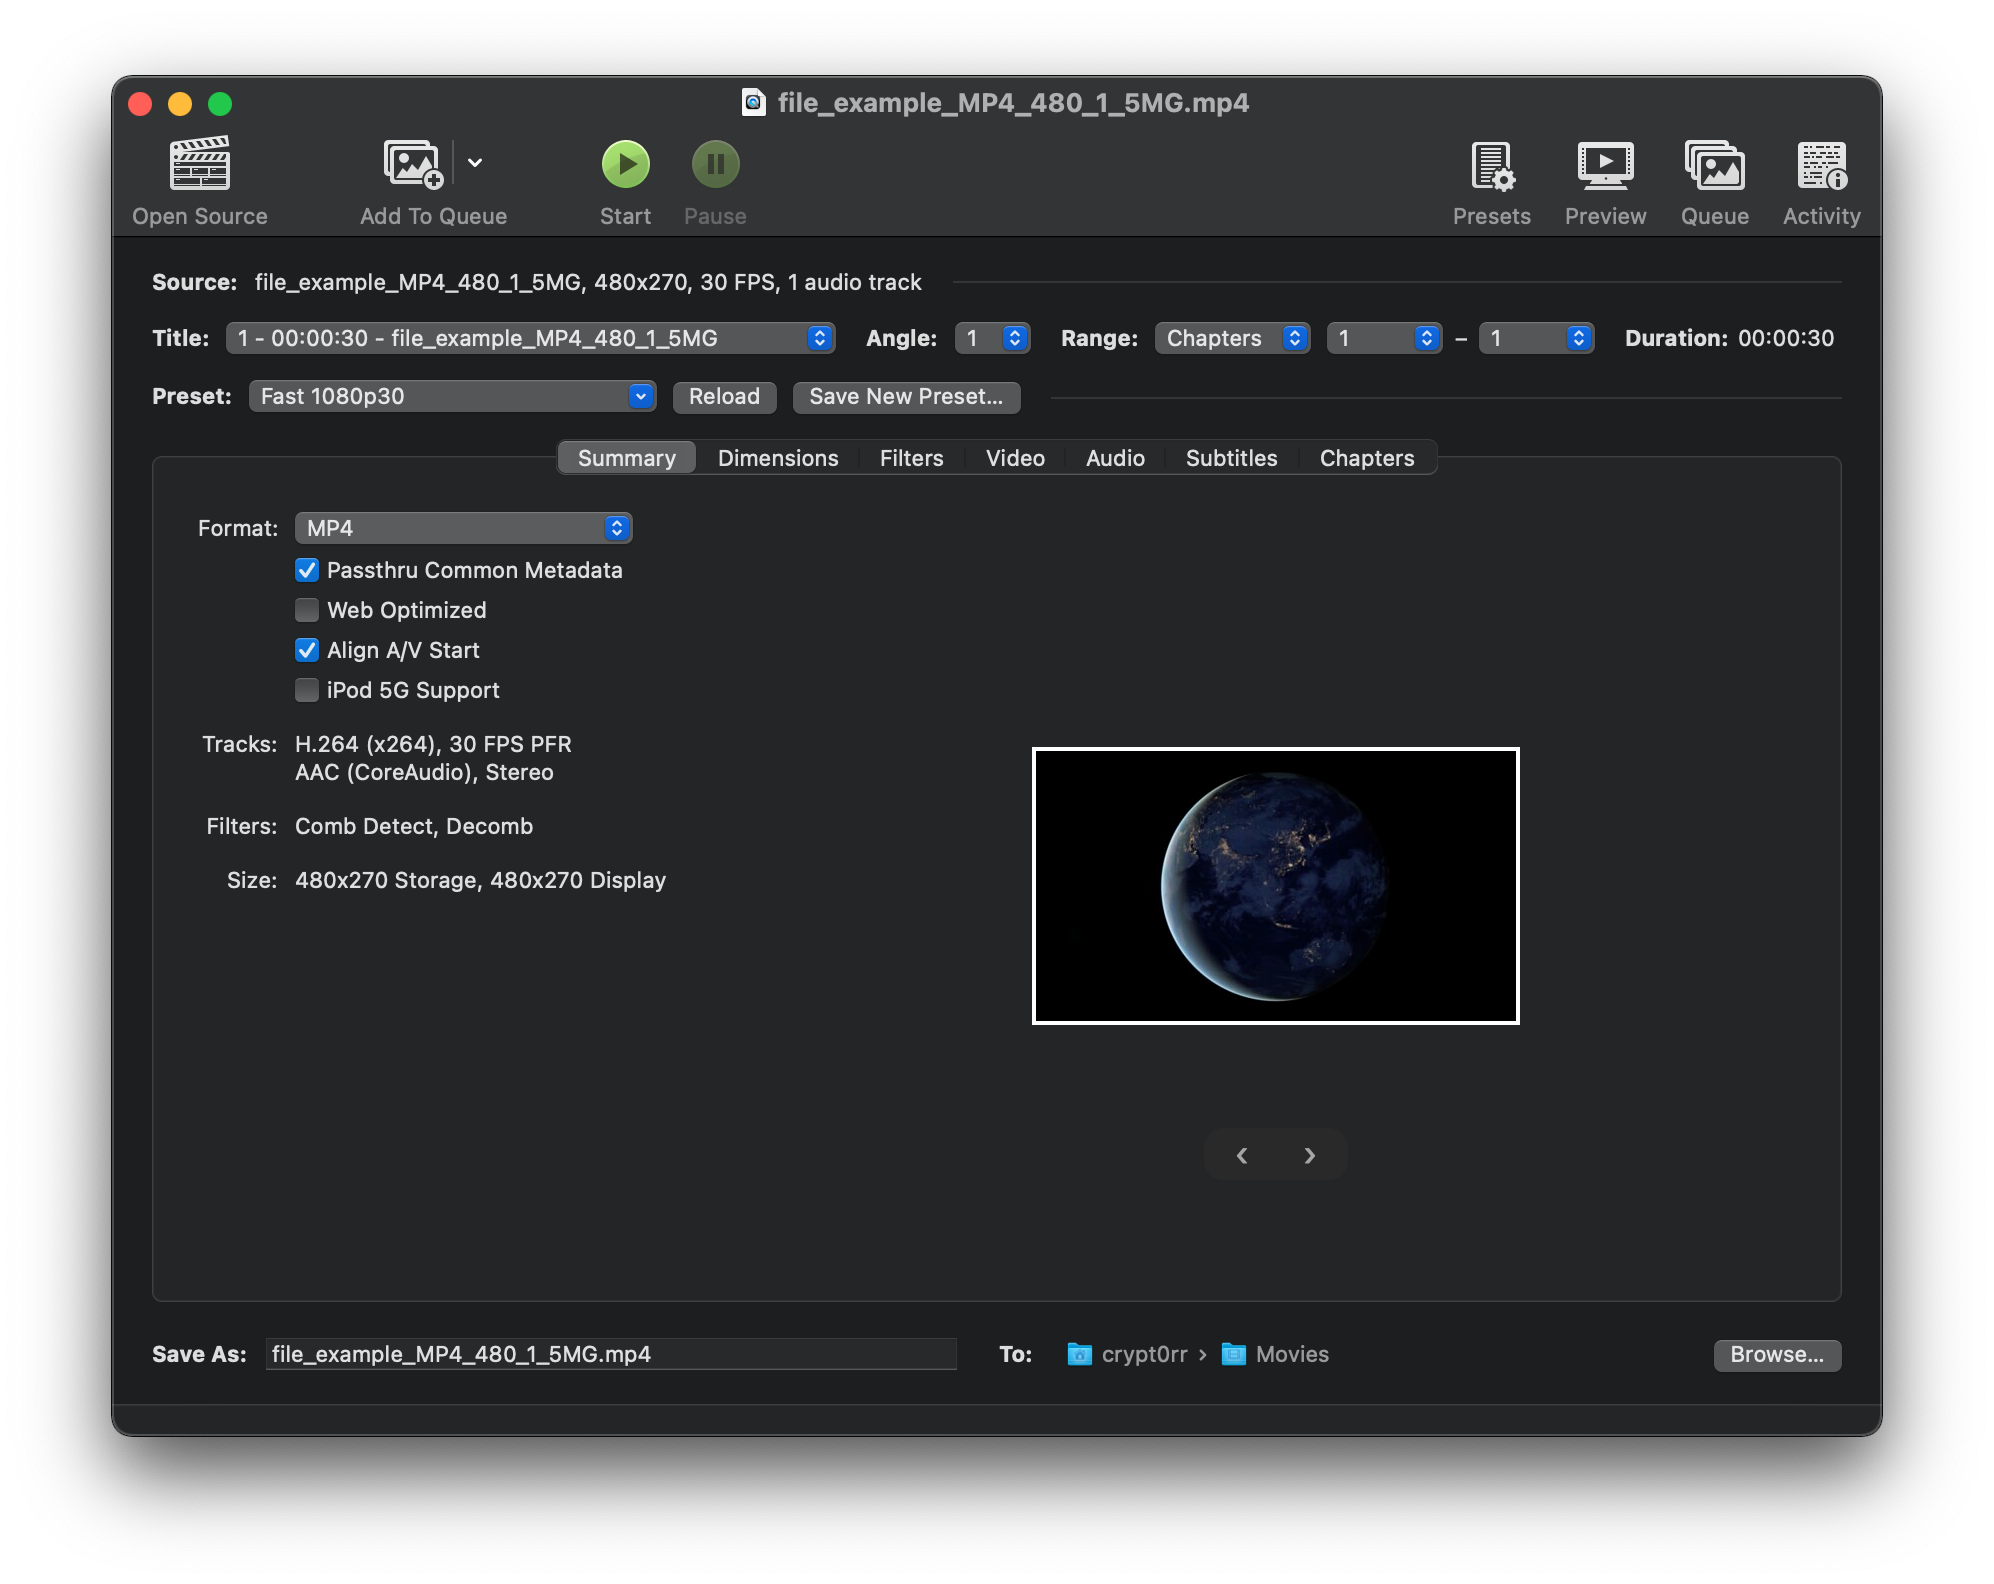 file_example_MP4_480_1_5MG.mp4
Open Source
Add To Queue
Start
Pause
Presets
Preview
Queue
Activity
Source: file_example_MP4_480_1_5MG, 480x270, 30 FPS, 1 audio track
Title: 1 - 00:00:30 - file_example_MP4_480_1_5MG Angle: 1 Range: Chapters 1 – 1 Duration: 00:00:30
Preset: Fast 1080p30 Reload Save New Preset...
Summary Dimensions Filters Video Audio Subtitles Chapters
Format: MP4
Passthru Common Metadata
Web Optimized
Align A/V Start
iPod 5G Support
Tracks: H.264 (x264), 30 FPS PFR
AAC (CoreAudio), Stereo
Filters: Comb Detect, Decomb
Size: 480x270 Storage, 480x270 Display
Save As: file_example_MP4_480_1_5MG.mp4 To: crypt0rr › Movies Browse...